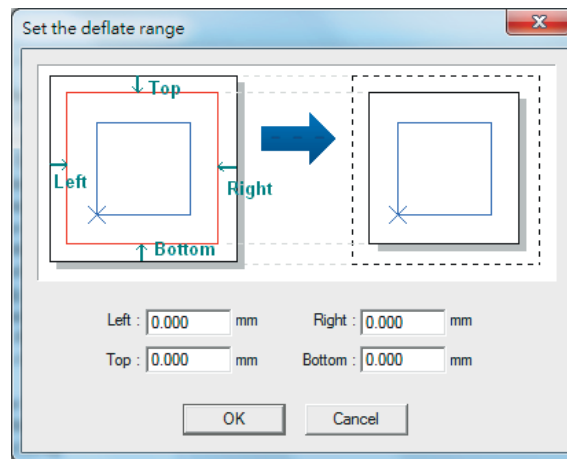 Set the deflate range
Top
Left
Right
Bottom
Left : 0.000 mm Right : 0.000 mm
Top : 0.000 mm Bottom : 0.000 mm
OK Cancel